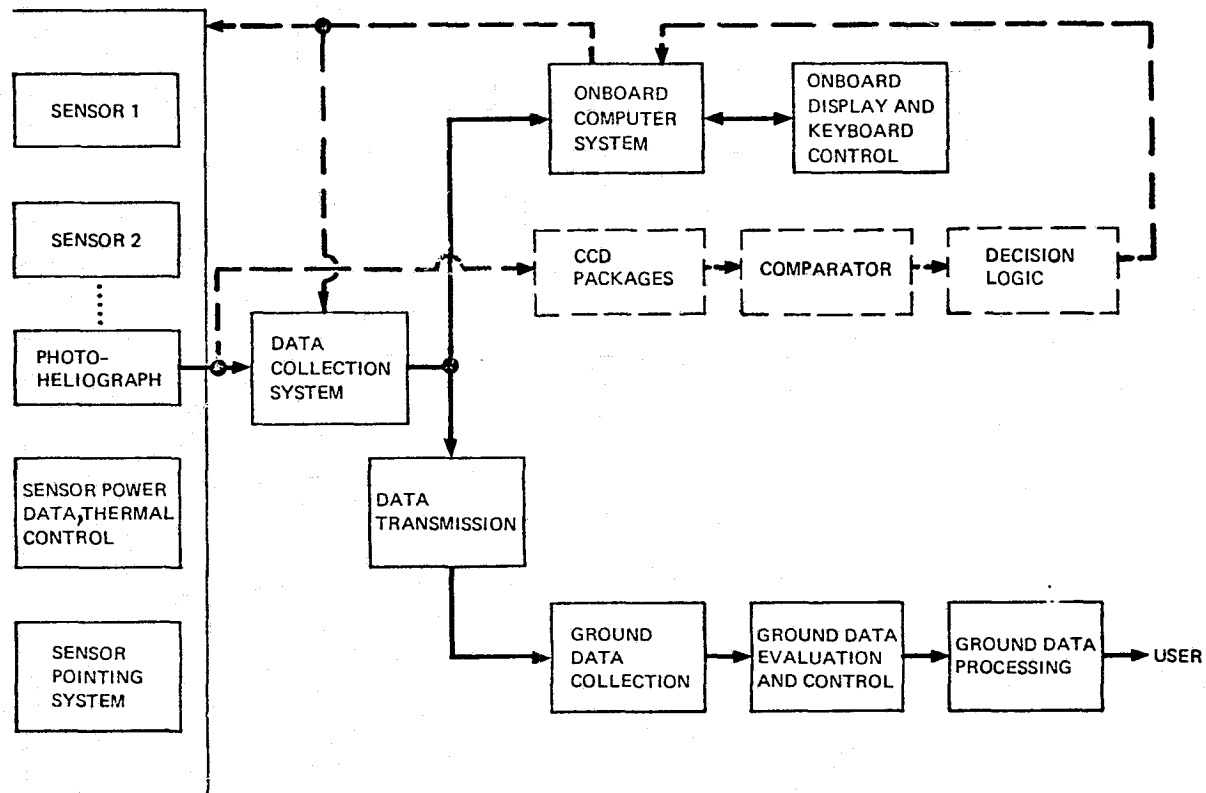 SENSOR 1
SENSOR 2
PHOTO-
HELIOGRAPH
SENSOR POWER
DATA,THERMAL
CONTROL
SENSOR
POINTING
SYSTEM
DATA
COLLECTION
SYSTEM
ONBOARD
COMPUTER
SYSTEM
ONBOARD
DISPLAY AND
KEYBOARD
CONTROL
CCD
PACKAGES
COMPARATOR
DECISION
LOGIC
DATA
TRANSMISSION
GROUND
DATA
COLLECTION
GROUND DATA
EVALUATION
AND CONTROL
GROUND DATA
PROCESSING
USER